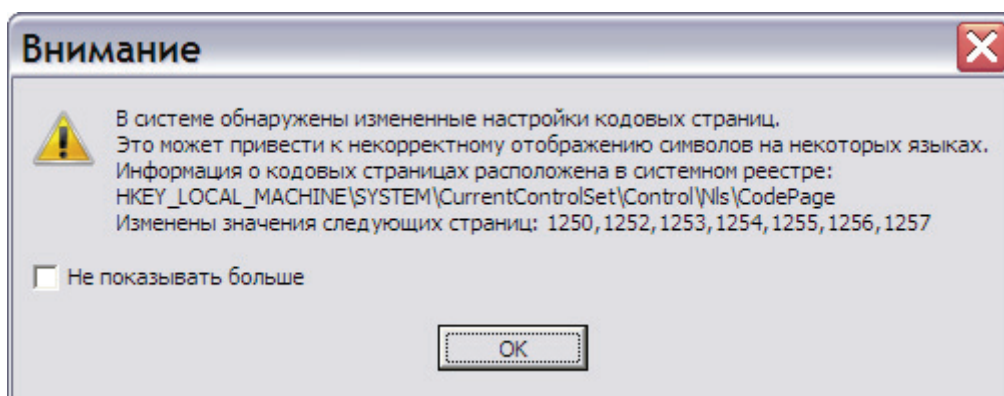 Внимание
В системе обнаружены измененные настройки кодовых страниц.
Это может привести к некорректному отображению символов на некоторых языках.
Информация о кодовых страницах расположена в системном реестре:
HKEY_LOCAL_MACHINE\SYSTEM\CurrentControlSet\Control\Nls\CodePage
Изменены значения следующих страниц: 1250,1252,1253,1254,1255,1256,1257
Не показывать больше
OK